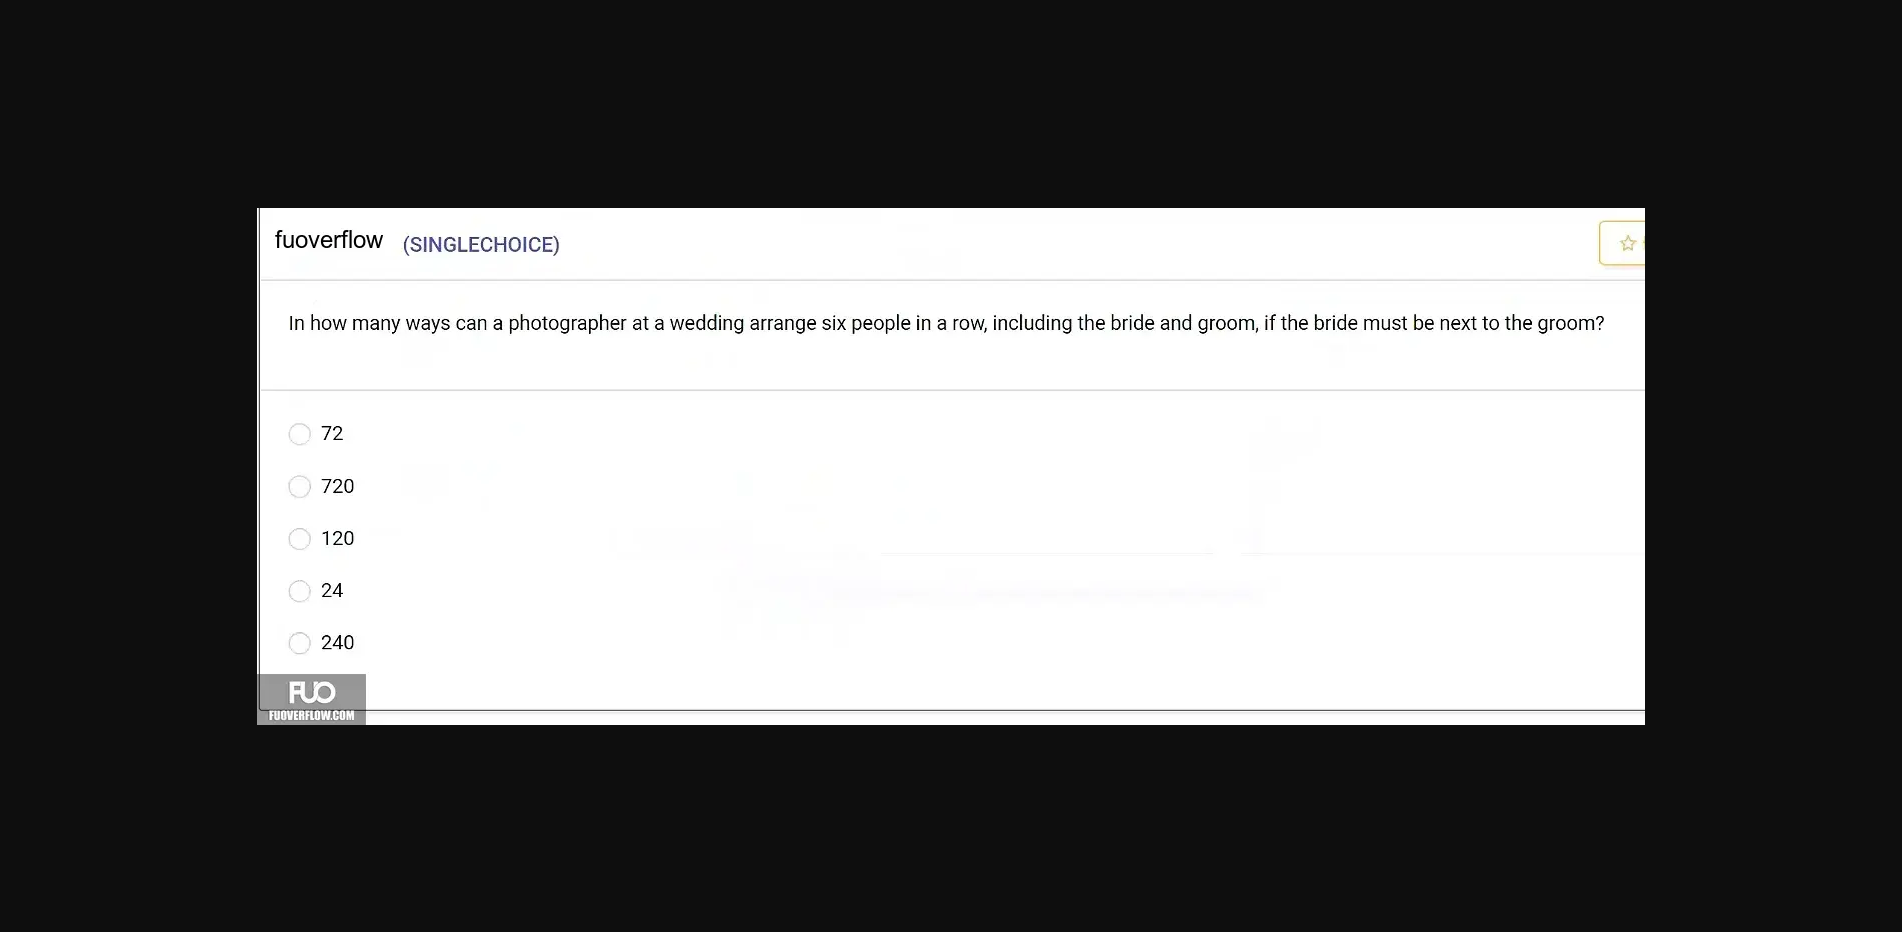 fuoverflow (SINGLECHOICE)
In how many ways can a photographer at a wedding arrange six people in a row, including the bride and groom, if the bride must be next to the groom?
72
720
120
24
240
FUO
FUOVERFLOW.COM